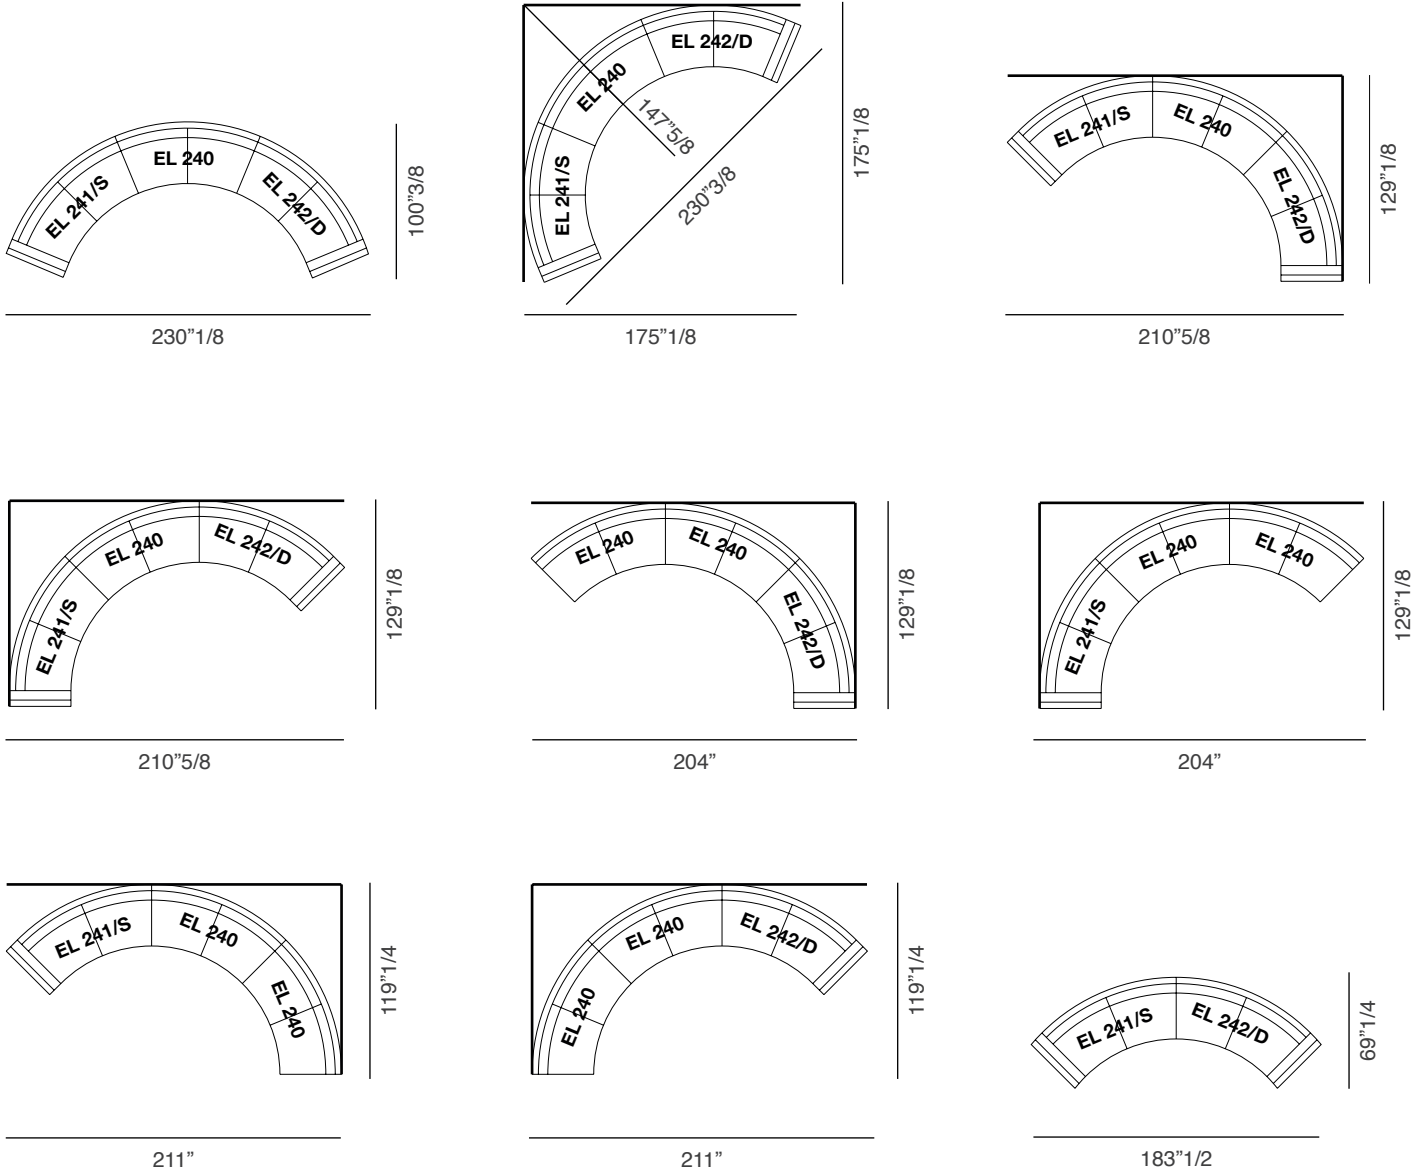 EL 241/S
EL 240
EL 242/D
100”3/8
230”1/8
EL 241/S
EL 240
EL 242/D
147”5/8
230”3/8
175”1/8
175”1/8
EL 241/S
EL 240
EL 242/D
129”1/8
210”5/8
EL 241/S
EL 240
EL 242/D
129”1/8
210”5/8
EL 240
EL 240
EL 242/D
129”1/8
204”
EL 241/S
EL 240
EL 240
129”1/8
204”
EL 241/S
EL 240
EL 240
119”1/4
211”
EL 240
EL 240
EL 242/D
119”1/4
211”
EL 241/S
EL 242/D
69”1/4
183”1/2